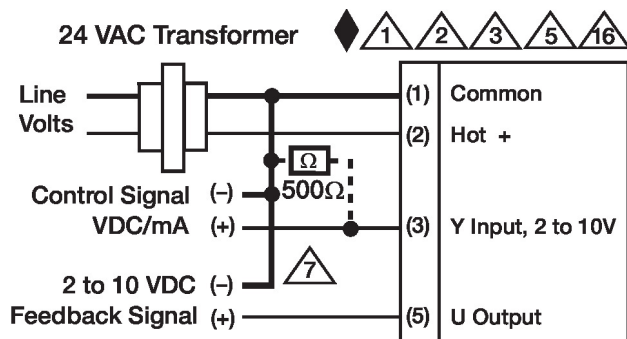 24 VAC Transformer 1 2 3 5 16
Line Volts
(1) Common
(2) Hot +
Ω
500Ω
Control Signal (–)
VDC/mA (+)
(3) Y Input, 2 to 10V
7
2 to 10 VDC (–)
Feedback Signal (+)
(5) U Output